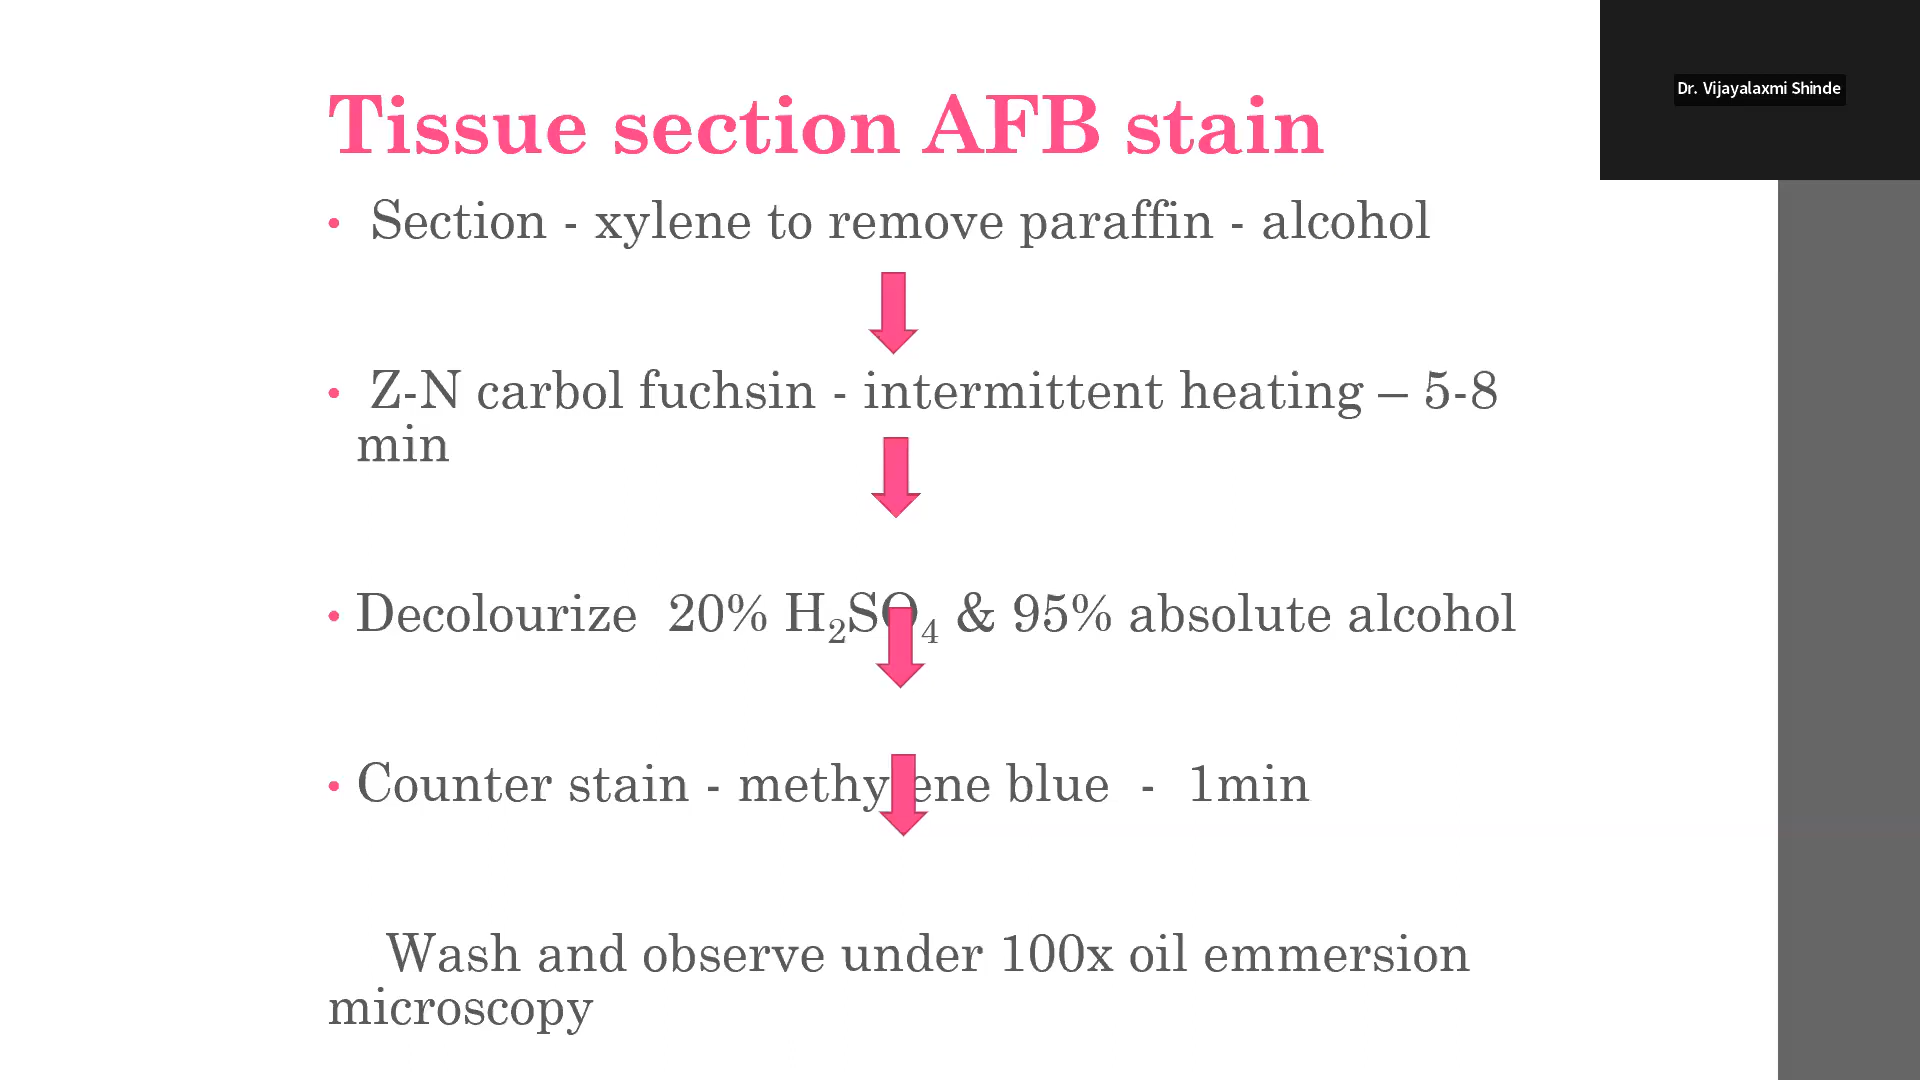 Dr. Vijayalaxmi Shinde
Tissue section AFB stain
• Section - xylene to remove paraffin - alcohol
• Z-N carbol fuchsin - intermittent heating – 5-8
min
• Decolourize 20% H₂SO₄ & 95% absolute alcohol
• Counter stain - methylene blue - 1min
Wash and observe under 100x oil emmersion
microscopy